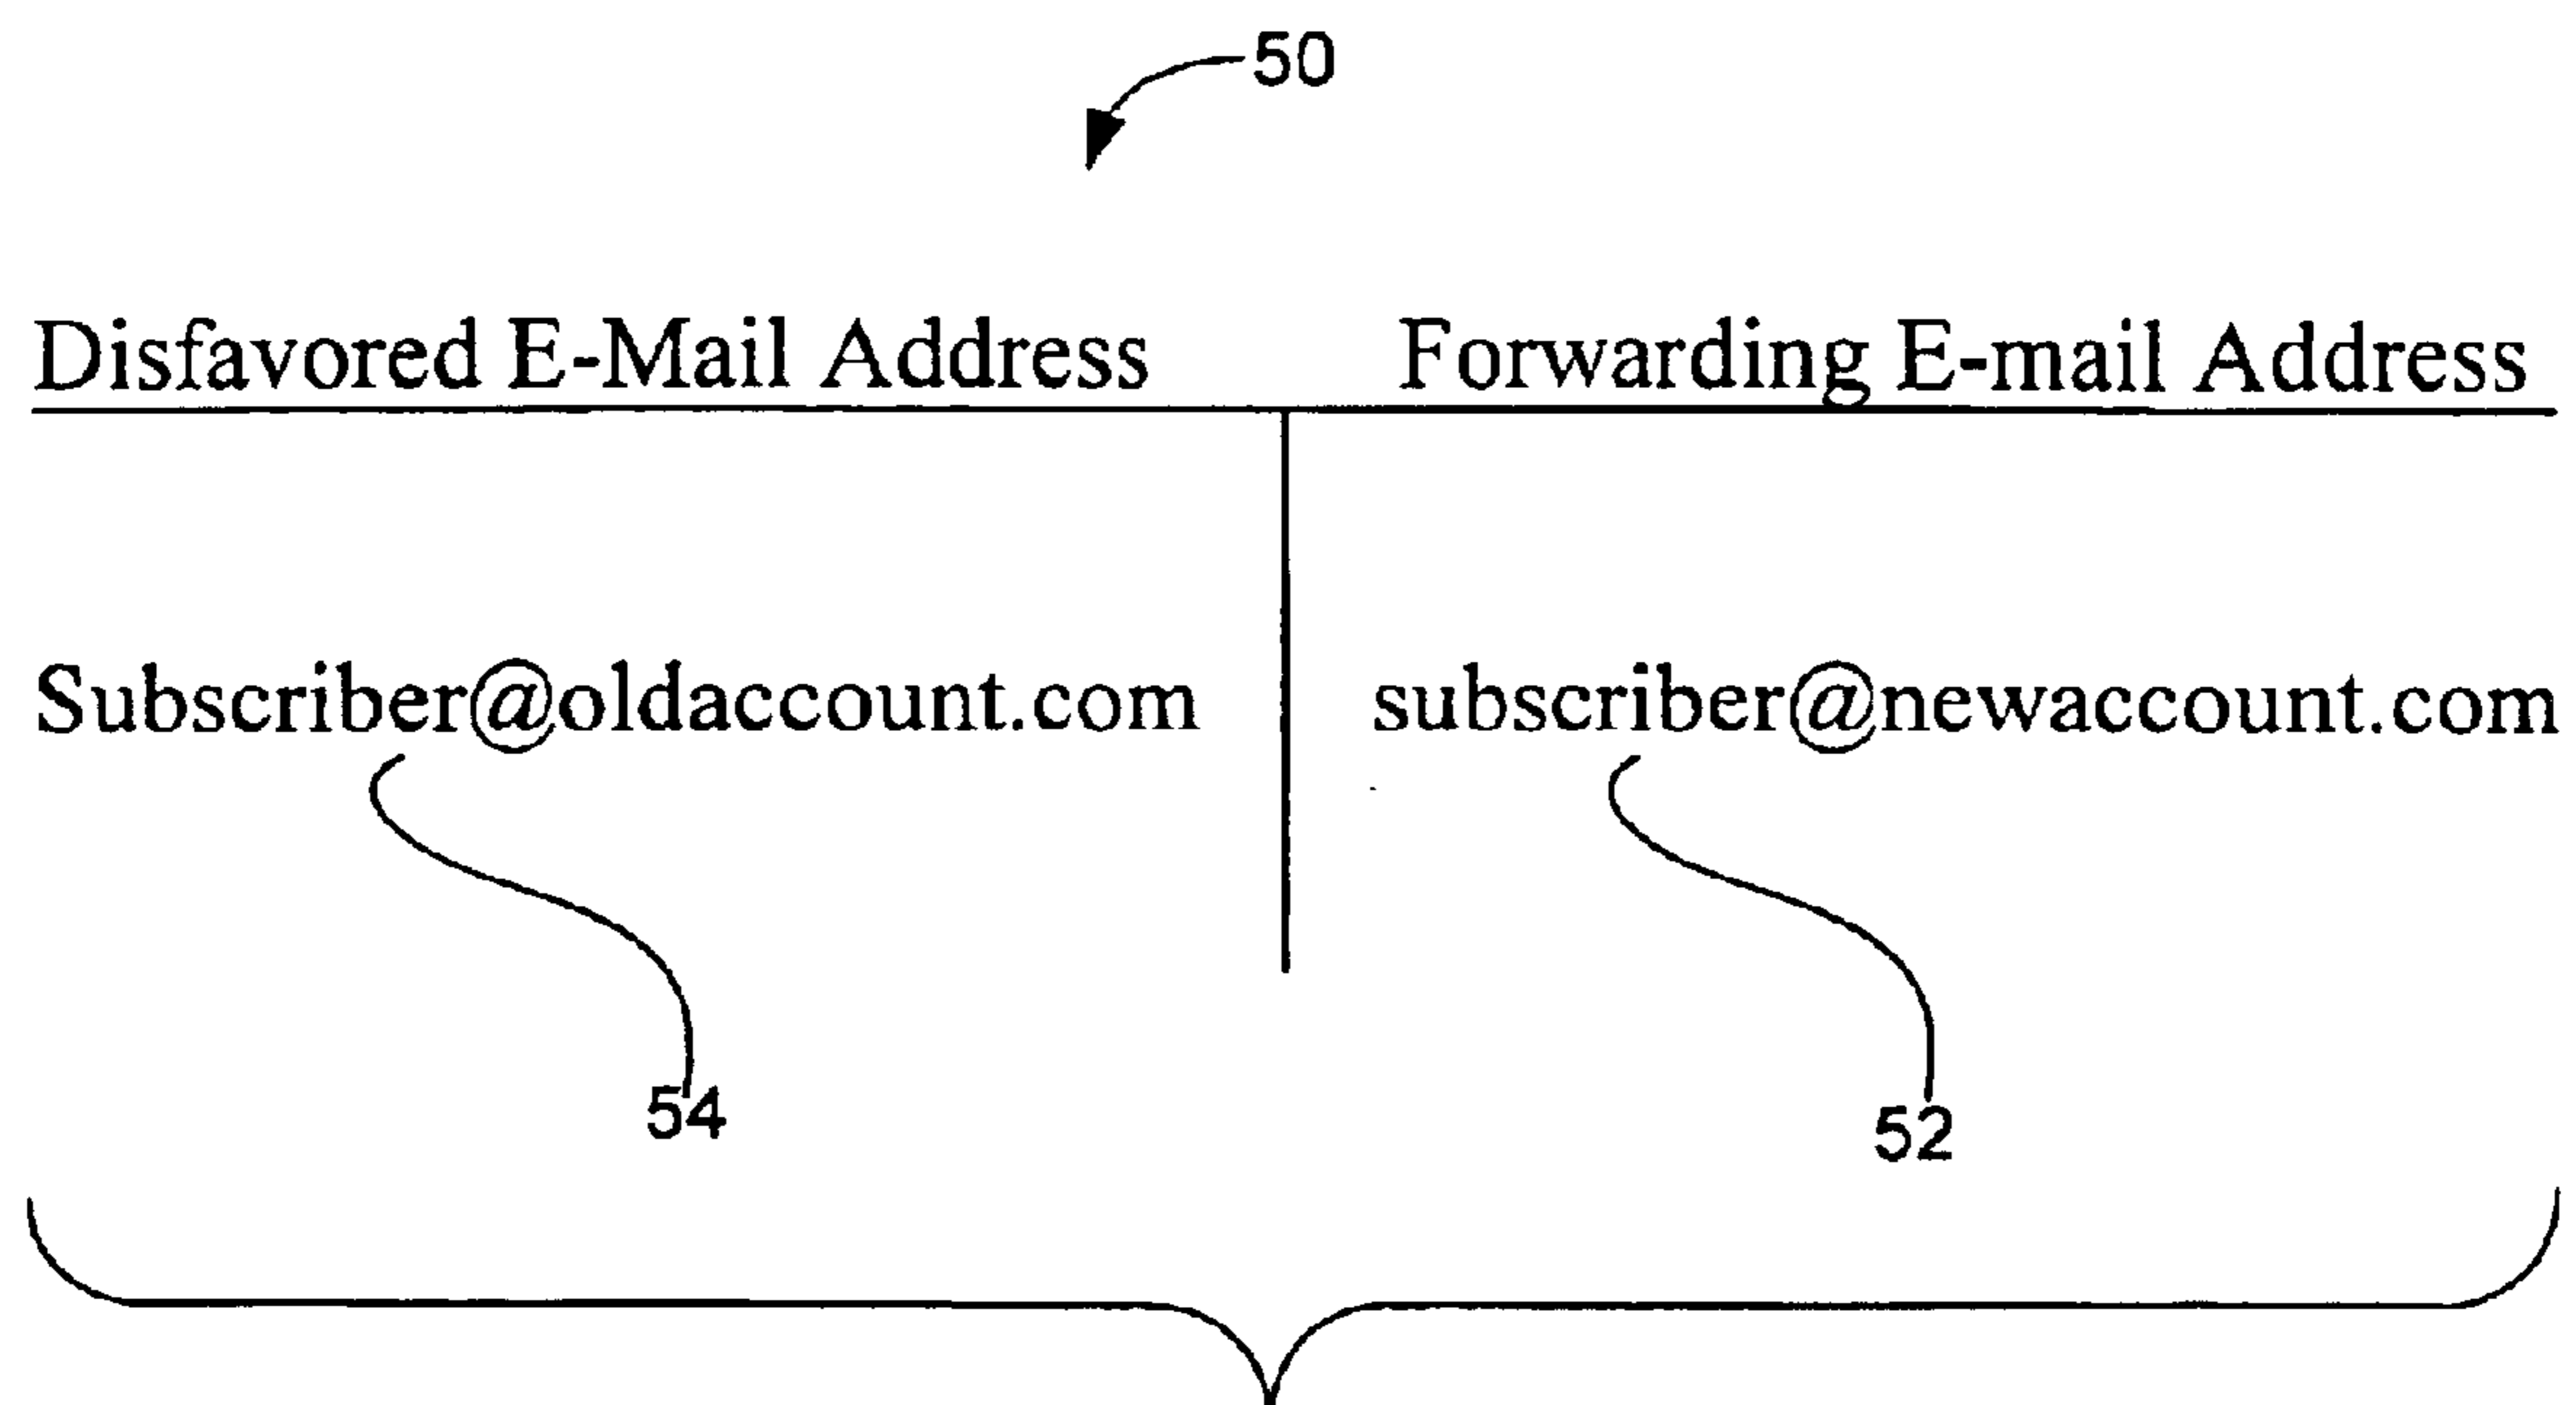 50
Disfavored E-Mail Address Forwarding E-mail Address
Subscriber@oldaccount.com subscriber@newaccount.com
54
52